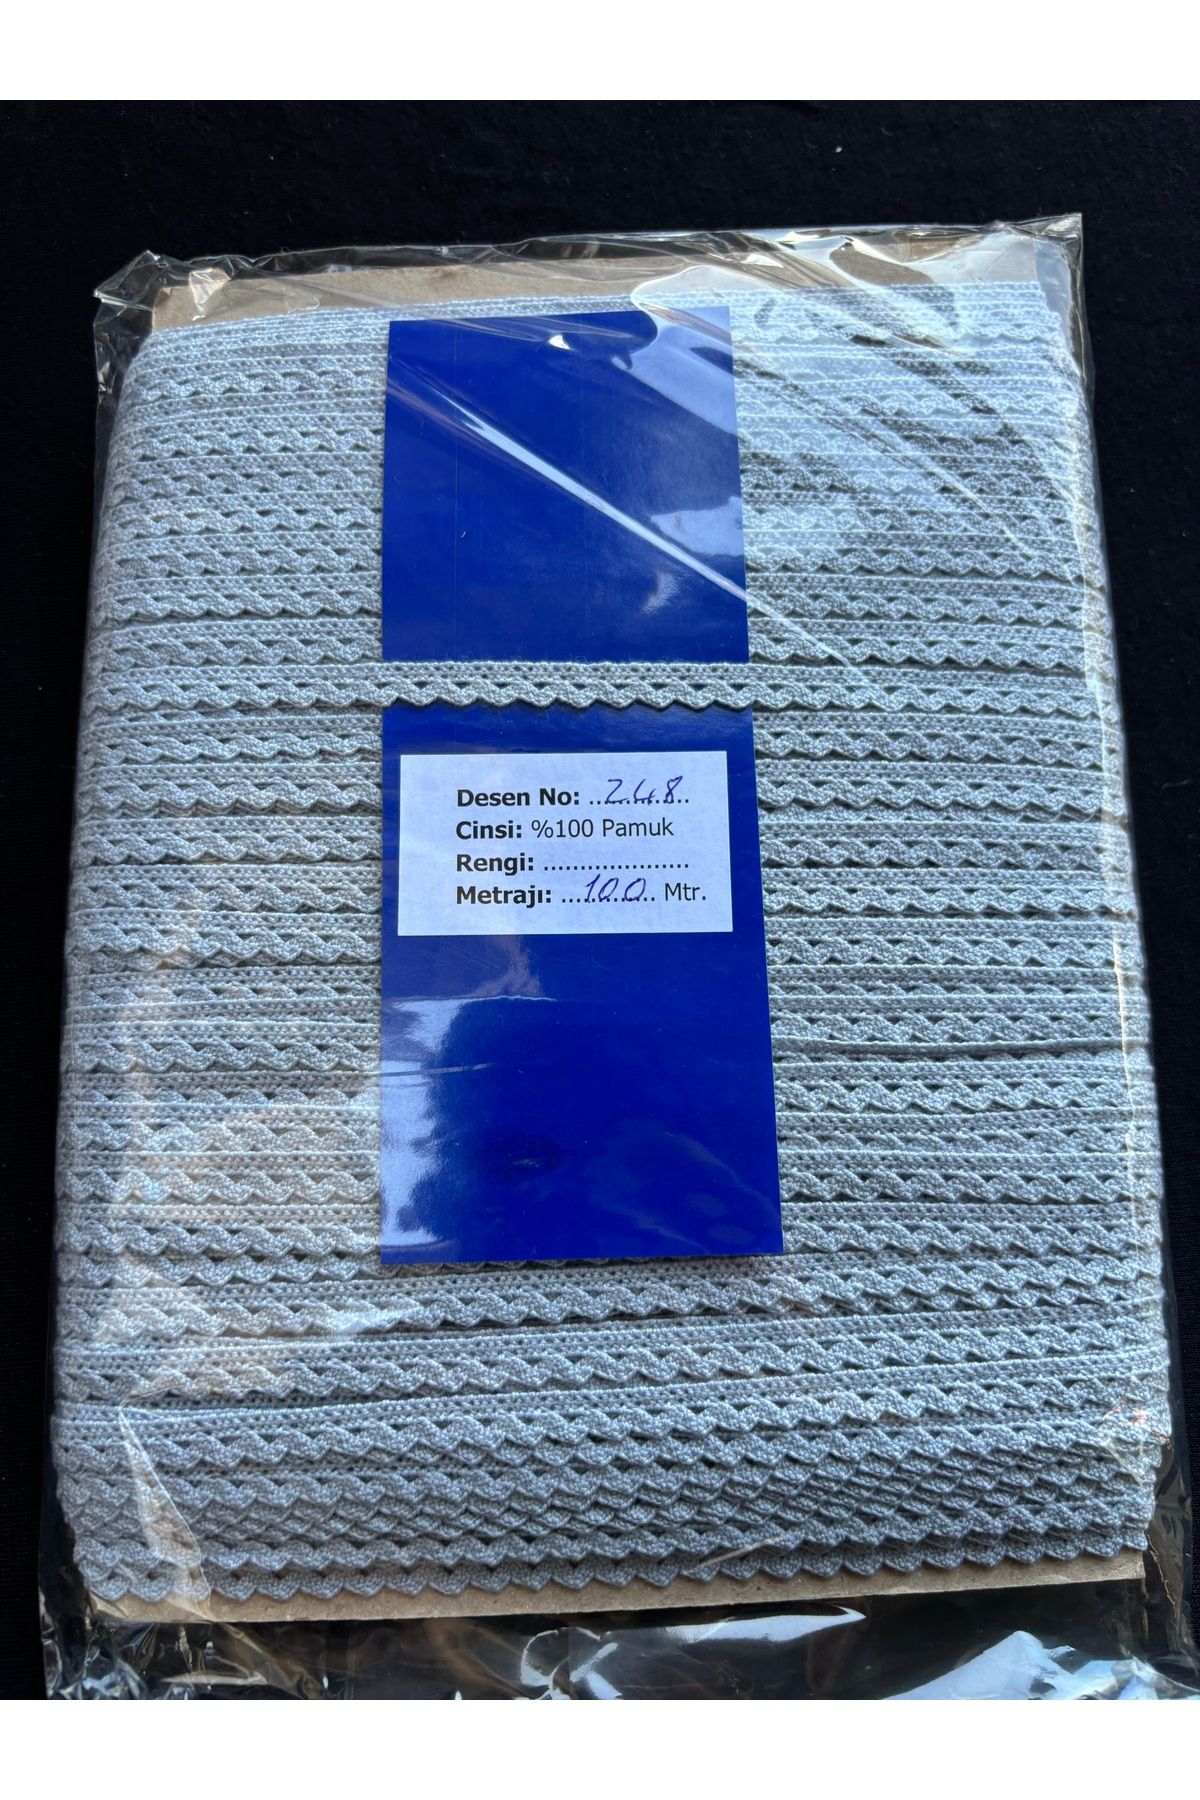 Desen No: ...248...
Cinsi: %100 Pamuk
Rengi: ....................
Metrajı: ...100... Mtr.